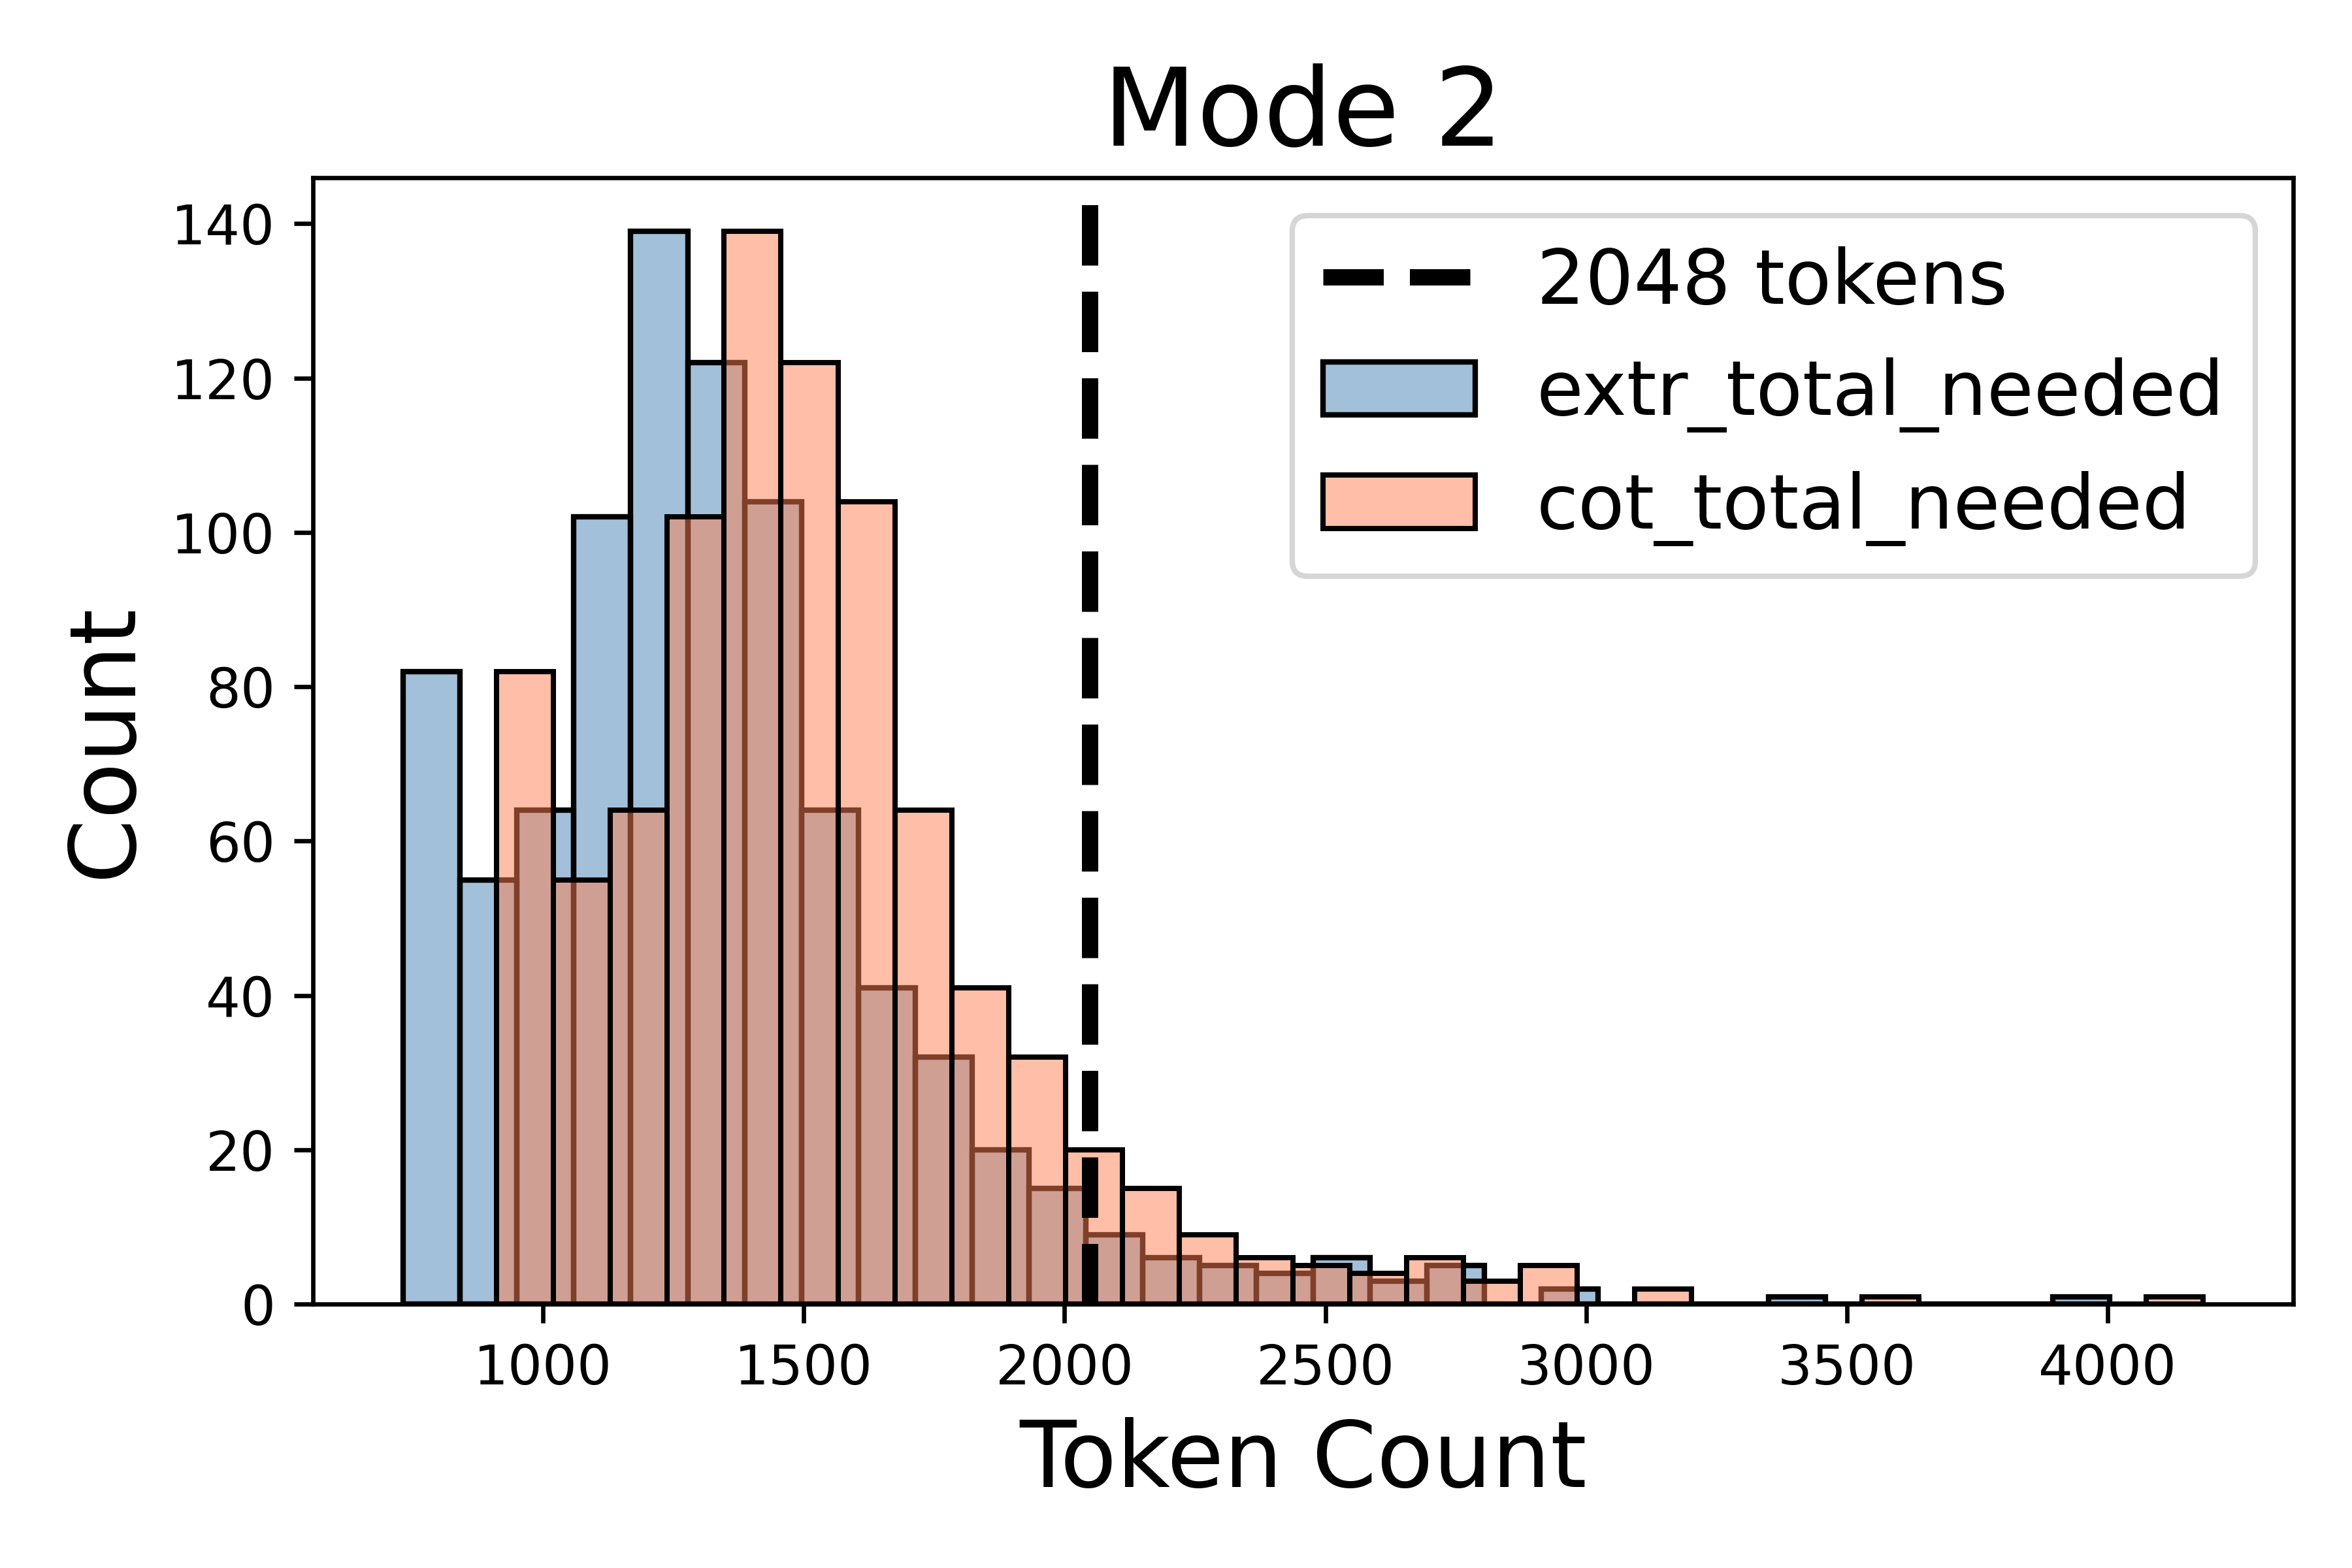 Mode 2
140
120
100
80
60
40
20
0
Count
2048 tokens
extr_total_needed
cot_total_needed
1000 1500 2000 2500 3000 3500 4000
Token Count